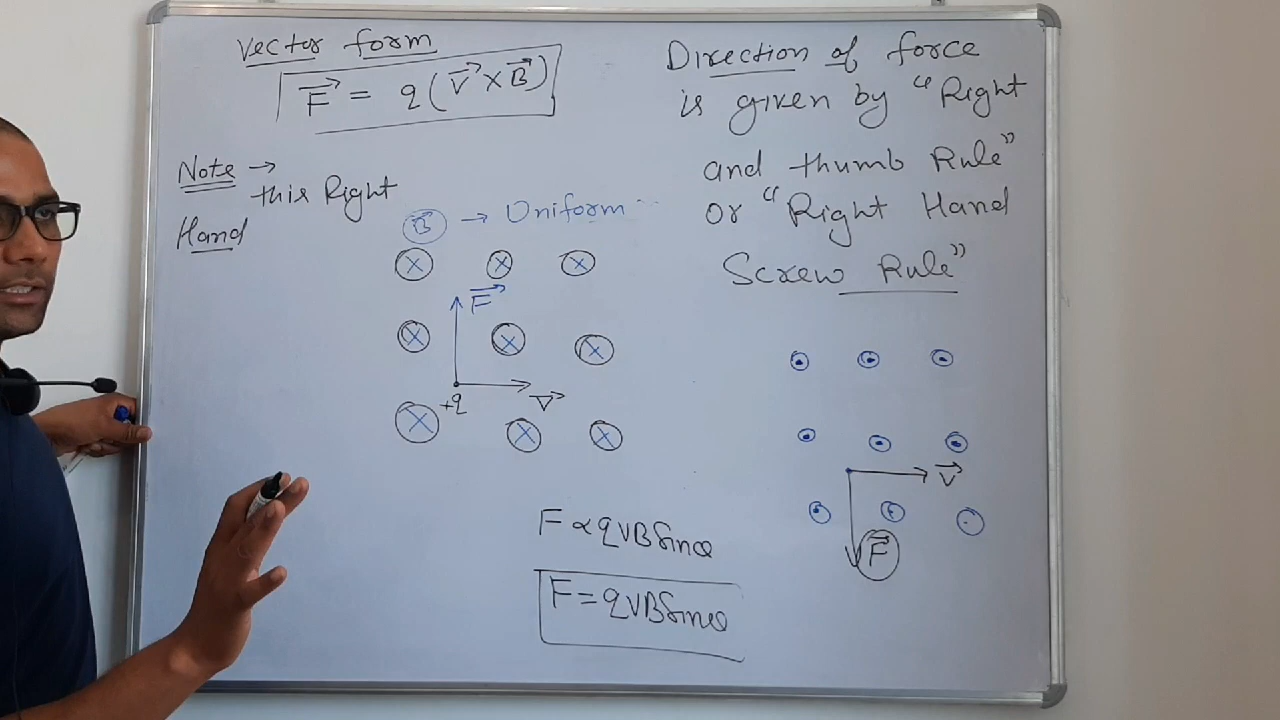 Vector form
F⃗ = q(V⃗ × B⃗)
Note →
this Right
Hand
B⃗ → Uniform
F⃗
+q
V⃗
F ∝ qVBSinθ
F = qVBSinθ
Direction of force
is given by "Right
and thumb Rule"
or "Right Hand
Screw Rule"
V⃗
F⃗